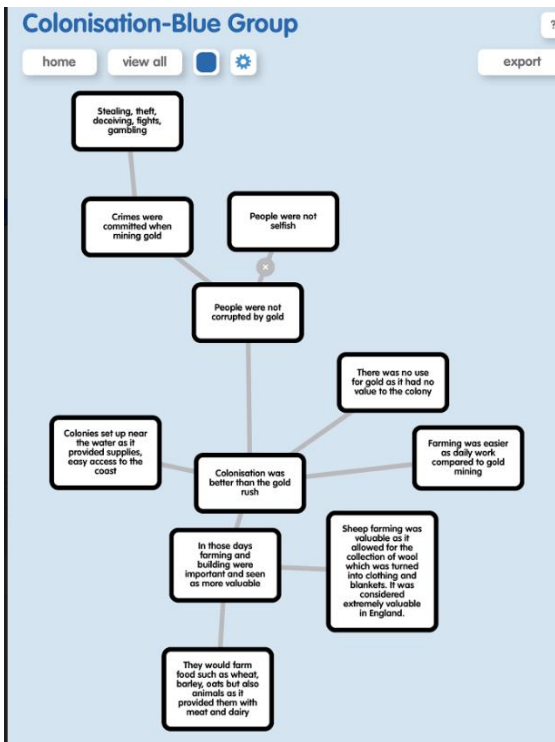 Colonisation-Blue Group
?
home
view all
export
Stealing, theft,
deceiving, fights,
gambling
Crimes were
committed when
mining gold
People were not
selfish
People were not
corrupted by gold
There was no use
for gold as it had no
value to the colony
Colonies set up near
the water as it
provided supplies,
easy access to the
coast
Colonisation was
better than the gold
rush
Farming was easier
as daily work
compared to gold
mining
In those days
farming and
building were
important and seen
as more valuable
Sheep farming was
valuable as it
allowed for the
collection of wool
which was turned
into clothing and
blankets. It was
considered
extremely valuable
in England.
They would farm
food such as wheat,
barley, oats but also
animals as it
provided them with
meat and dairy